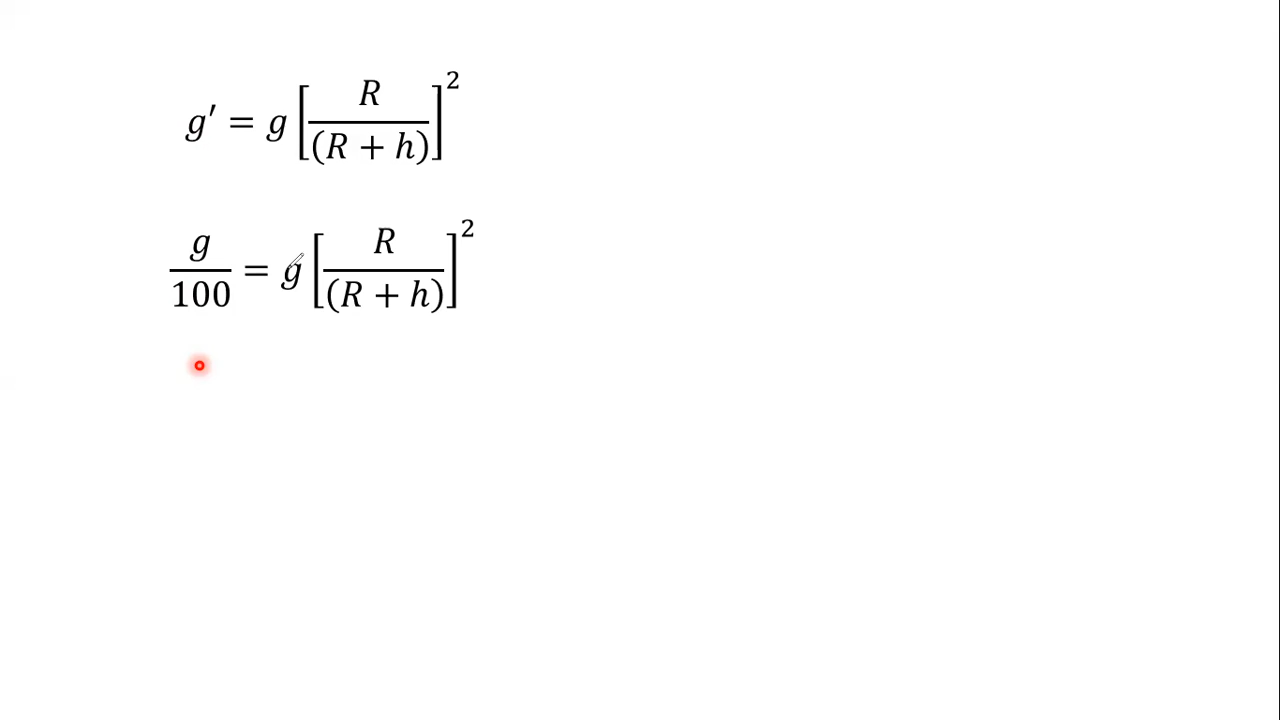 g′ = g [R / (R + h)]²
g / 100 = g [R / (R + h)]²